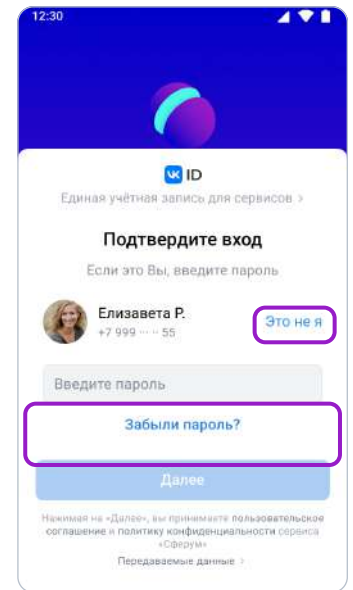 12:30
VK ID
Единая учётная запись для сервисов >
Подтвердите вход
Если это Вы, введите пароль
Елизавета Р.
+7 999 ··· ·· 55
Это не я
Введите пароль
Забыли пароль?
Далее
Нажимая на «Далее», вы принимаете пользовательское
соглашение и политику конфиденциальности сервиса
«Сферум»
Передаваемые данные >